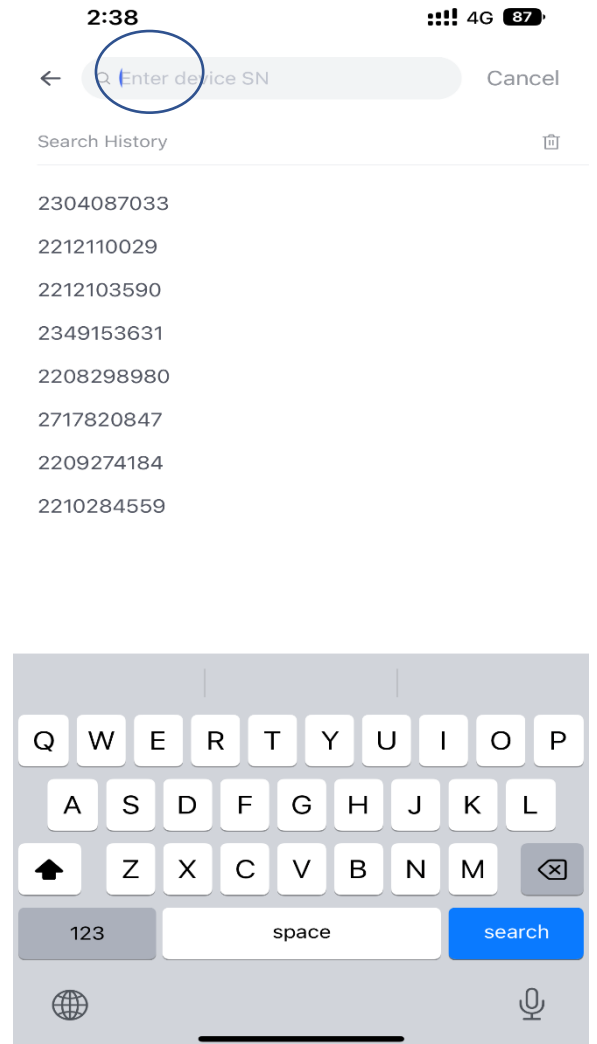 2:38 4G 87
Enter device SN Cancel
Search History
2304087033
2212110029
2212103590
2349153631
2208298980
2717820847
2209274184
2210284559
Q W E R T Y U I O P
A S D F G H J K L
Z X C V B N M
123 space search